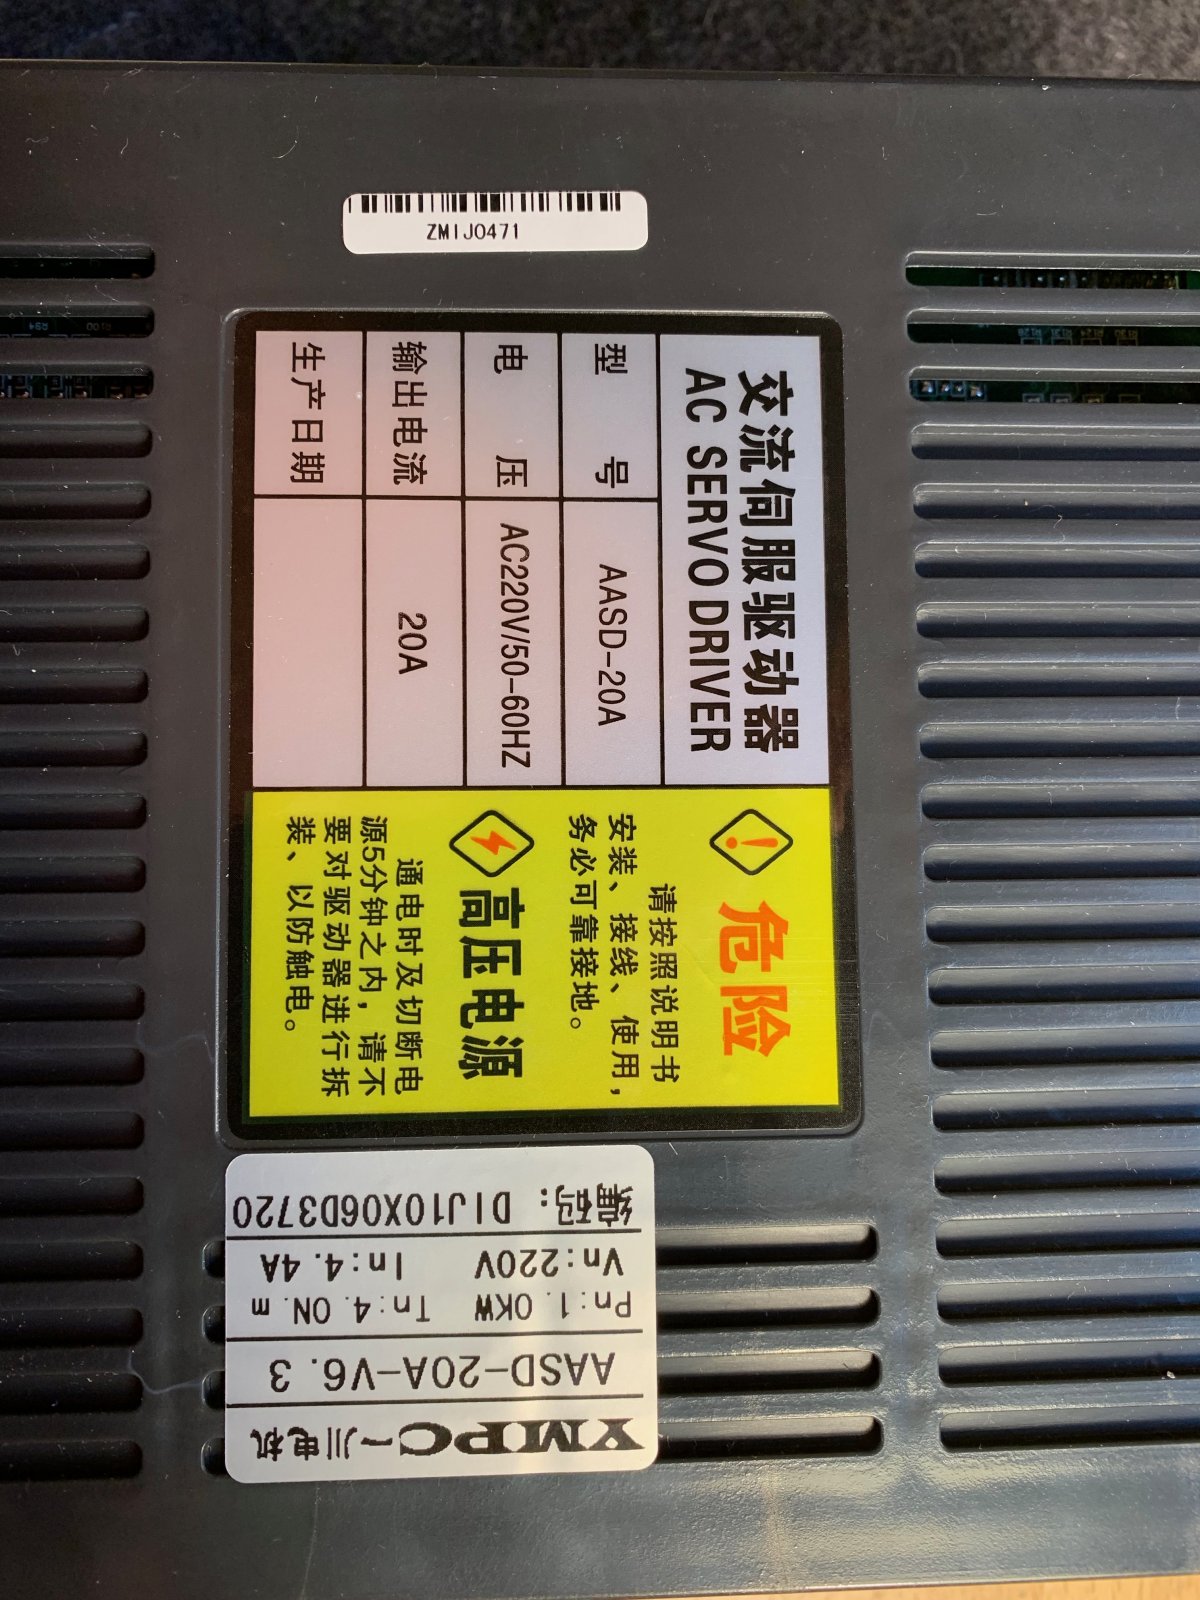 ZMIJ0471
交流伺服驱动器
AC SERVO DRIVER
型号 AASD-20A
电压 AC220V/50-60HZ
输出电流 20A
生产日期
危险
请按照说明书
安装、接线、使用，
务必可靠接地。
高压电源
通电时及切断电
源5分钟之内，请不
要对驱动器进行拆
装、以防触电。
YMPC一川电机
AASD-20A-V6.3
Pn:1.0KW Tn:4.0N.m
Vn:220V In:4.4A
编码: DIJ10X06D3720
R94
R100